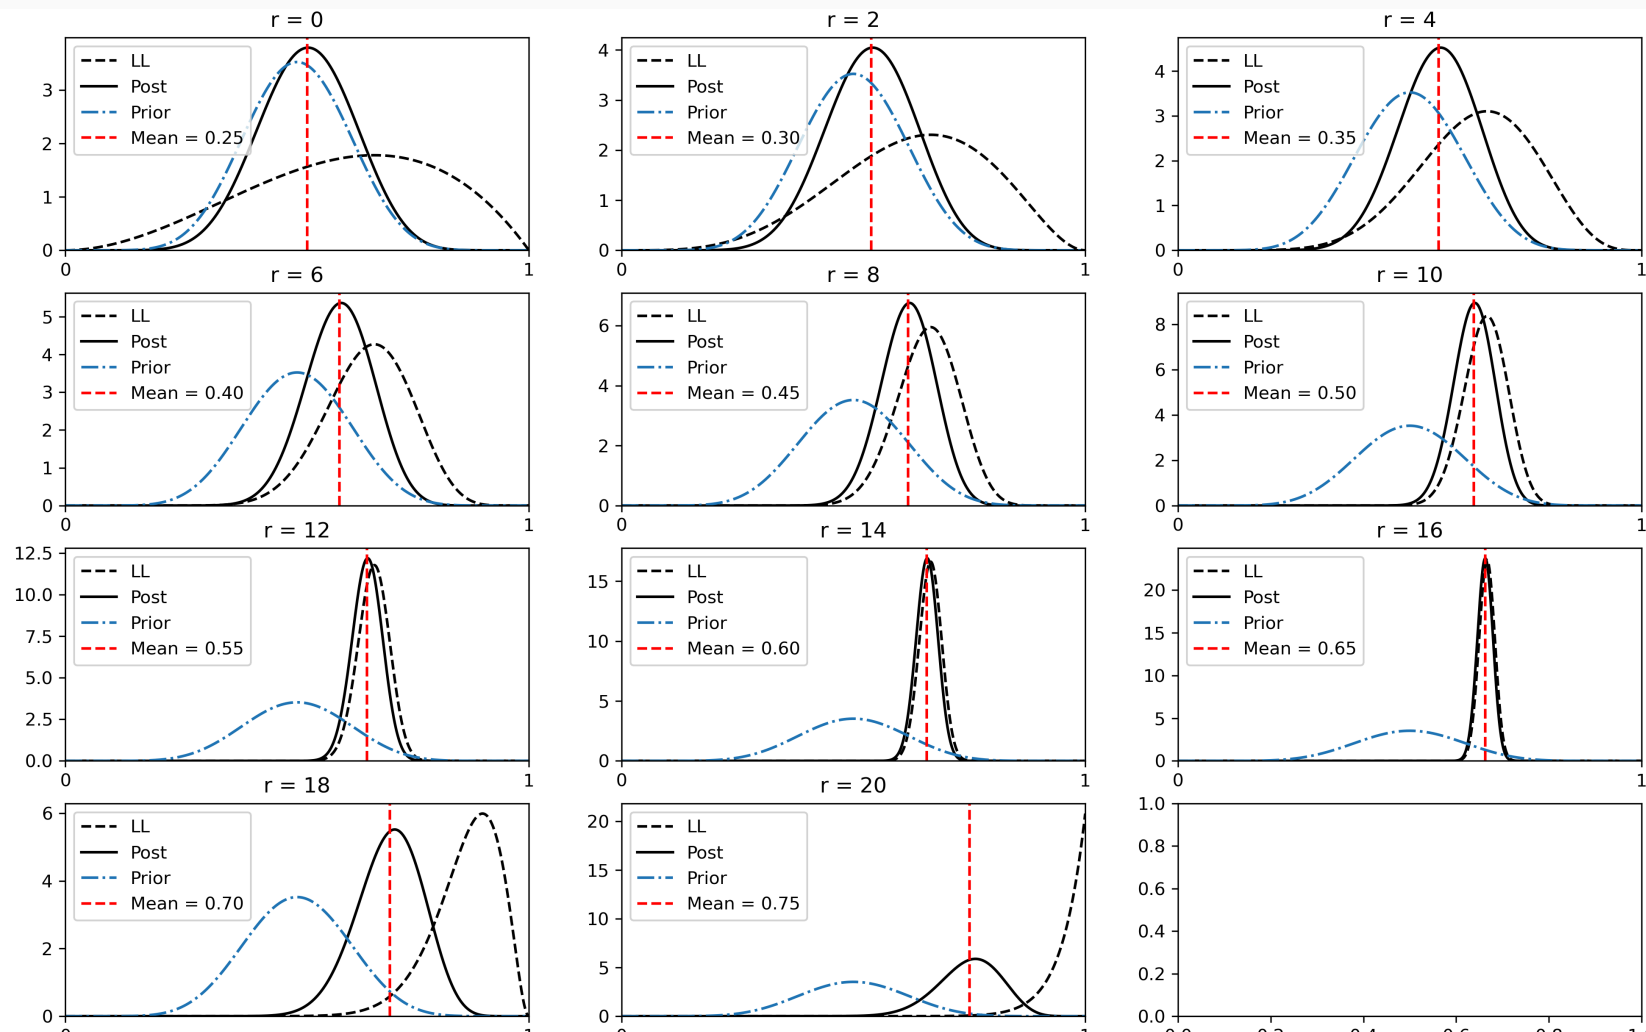 r = 0
3
2
1
0
LL
Post
Prior
Mean = 0.25
0
1
r = 2
4
3
2
1
0
LL
Post
Prior
Mean = 0.30
0
1
r = 4
4
3
2
1
0
LL
Post
Prior
Mean = 0.35
0
1
r = 6
5
4
3
2
1
0
LL
Post
Prior
Mean = 0.40
0
1
r = 8
6
4
2
0
LL
Post
Prior
Mean = 0.45
0
1
r = 10
8
6
4
2
0
LL
Post
Prior
Mean = 0.50
0
1
r = 12
12.5
10.0
7.5
5.0
2.5
0.0
LL
Post
Prior
Mean = 0.55
0
1
r = 14
15
10
5
0
LL
Post
Prior
Mean = 0.60
0
1
r = 16
20
15
10
5
0
LL
Post
Prior
Mean = 0.65
0
1
r = 18
6
4
2
0
LL
Post
Prior
Mean = 0.70
r = 20
20
15
10
5
0
LL
Post
Prior
Mean = 0.75
1.0
0.8
0.6
0.4
0.2
0.0